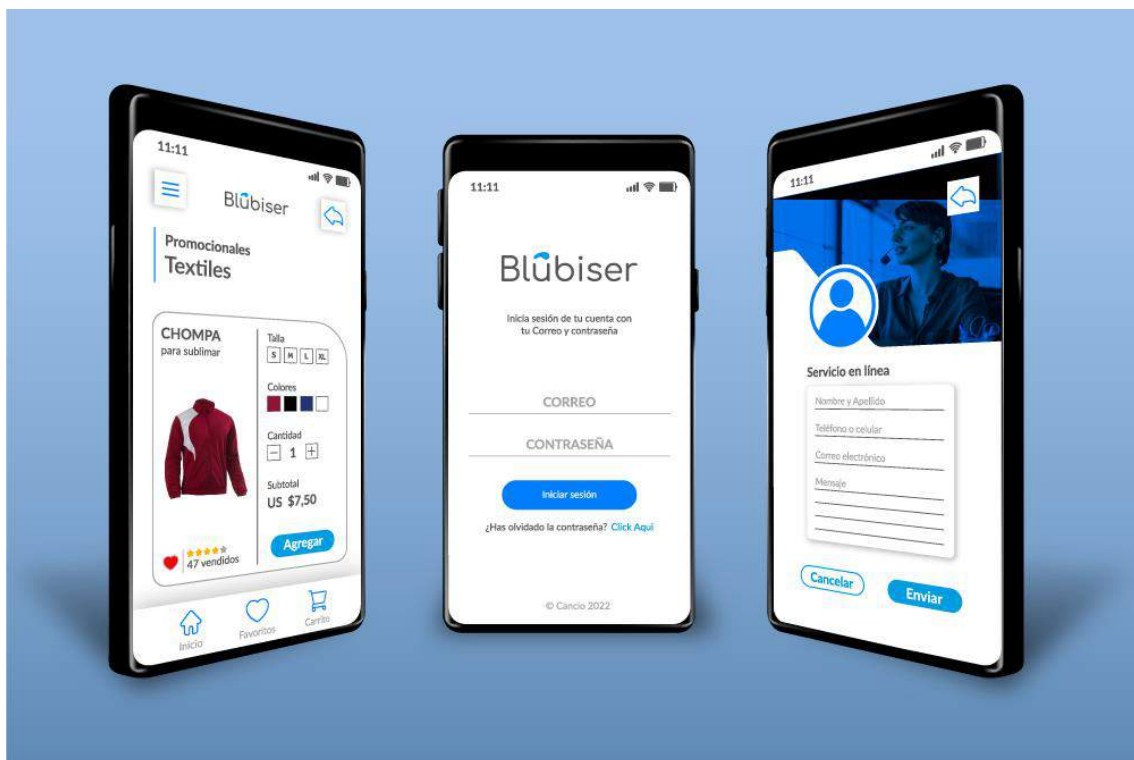 11:11
Blûbiser
Promocionales
Textiles
CHOMPA
para sublimar
Talla
S M L XL
Colores
Cantidad
1
Subtotal
US $7,50
47 vendidos
Agregar
Inicio
Favoritos
Carrito
11:11
Blûbiser
Inicia sesión de tu cuenta con
tu Correo y contraseña
CORREO
CONTRASEÑA
Iniciar sesión
¿Has olvidado la contraseña? Click Aqui
© Cancio 2022
11:11
Servicio en línea
Nombre y Apellido
Teléfono o celular
Correo electrónico
Mensaje
Cancelar
Enviar